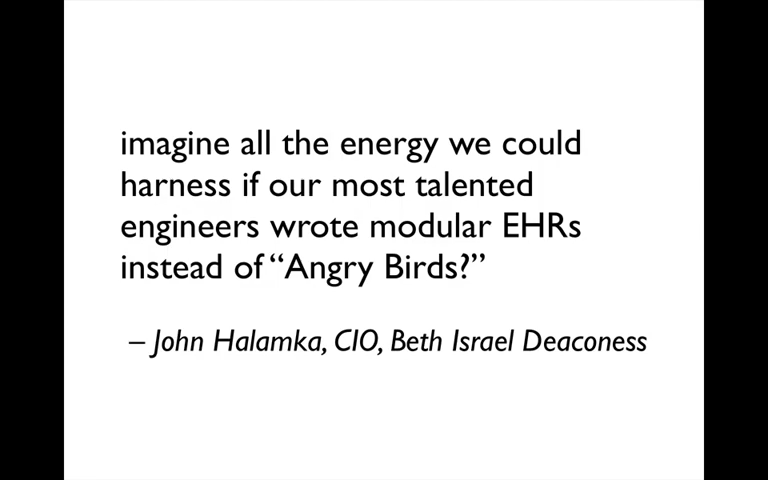 imagine all the energy we could
harness if our most talented
engineers wrote modular EHRs
instead of “Angry Birds?”
– John Halamka, CIO, Beth Israel Deaconess